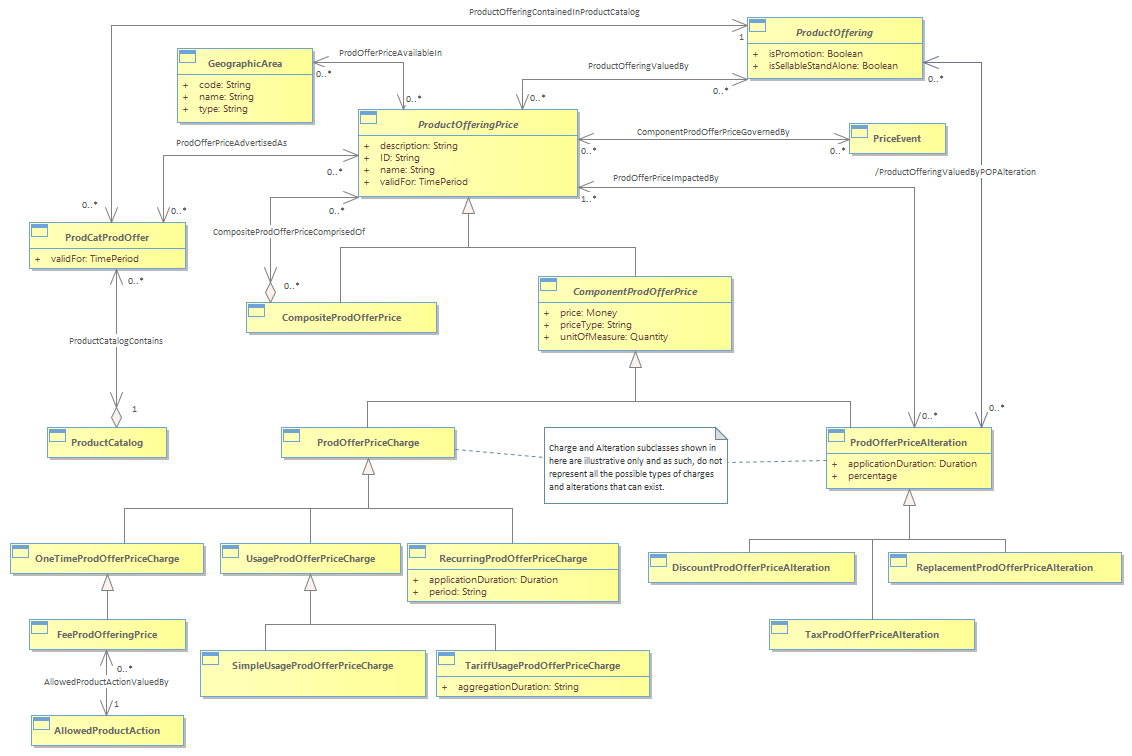 ProductOfferingContainedInProductCatalog
1
ProductOffering
+ isPromotion: Boolean
+ isSellableStandAlone: Boolean
0..*
0..*
ProductOfferingValuedBy
0..*
ProdOfferPriceAvailableIn
0..*
0..*
GeographicArea
+ code: String
+ name: String
+ type: String
ProductOfferingPrice
+ description: String
+ ID: String
+ name: String
+ validFor: TimePeriod
ComponentProdOfferPriceGovernedBy
0..*
0..*
PriceEvent
ProdOfferPriceAdvertisedAs
0..*
0..*
ProdOfferPriceImpactedBy
1..*
0..*
/ProductOfferingValuedByPOPAlteration
0..*
0..*
ProdCatProdOffer
+ validFor: TimePeriod
0..*
CompositeProdOfferPriceComprisedOf
0..*
0..*
CompositeProdOfferPrice
ComponentProdOfferPrice
+ price: Money
+ priceType: String
+ unitOfMeasure: Quantity
ProductCatalogContains
1
ProductCatalog
ProdOfferPriceCharge
Charge and Alteration subclasses shown in
here are illustrative only and as such, do not
represent all the possible types of charges
and alterations that can exist.
ProdOfferPriceAlteration
+ applicationDuration: Duration
+ percentage
OneTimeProdOfferPriceCharge
UsageProdOfferPriceCharge
RecurringProdOfferPriceCharge
+ applicationDuration: Duration
+ period: String
DiscountProdOfferPriceAlteration
ReplacementProdOfferPriceAlteration
TaxProdOfferPriceAlteration
FeeProdOfferingPrice
SimpleUsageProdOfferPriceCharge
TariffUsageProdOfferPriceCharge
+ aggregationDuration: String
0..*
AllowedProductActionValuedBy
1
AllowedProductAction